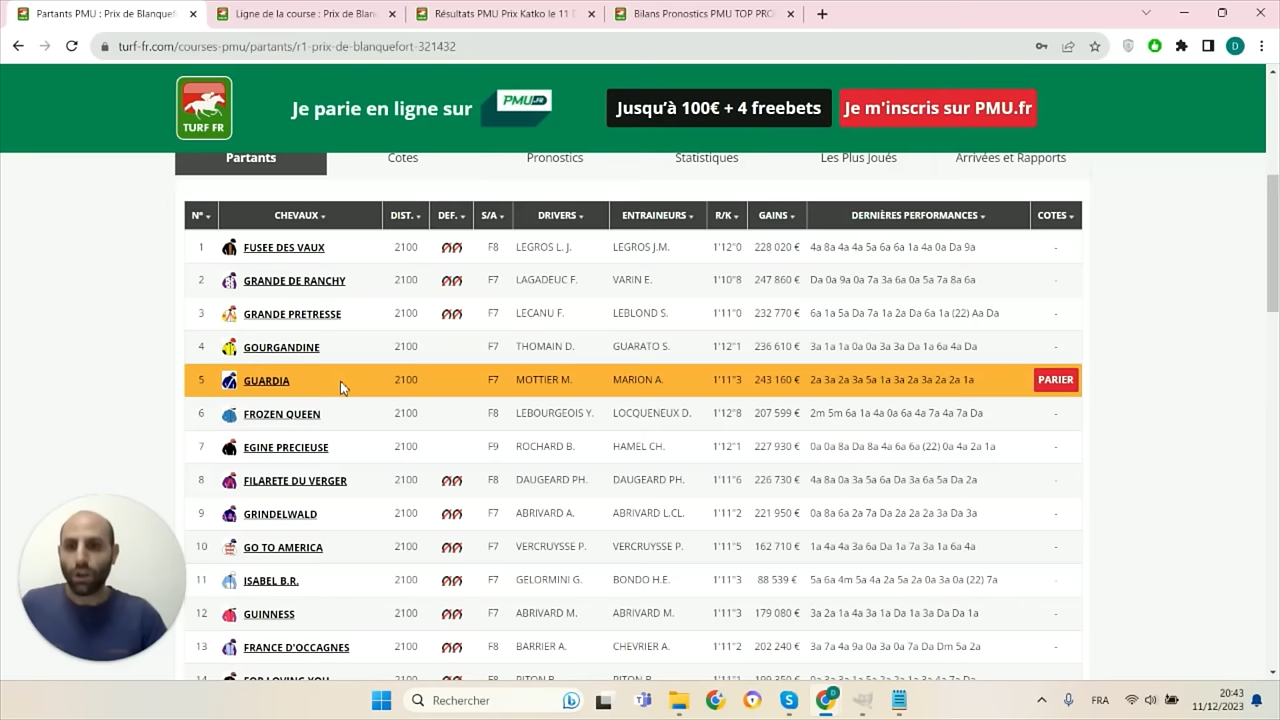 Partants PMU : Prix de Blanquef
Ligne de la course : Prix de Blan
Résultats PMU Prix Katko le 11 D
Bilans Pronostics PMU TOP PRO
turf-fr.com/courses-pmu/partants/r1-prix-de-blanquefort-321432
D
TURF FR
Je parie en ligne sur
PMU.fr
Jusqu'à 100€ + 4 freebets
Je m'inscris sur PMU.fr
Partants Cotes Pronostics Statistiques Les Plus Joués Arrivées et Rapports
N° CHEVAUX DIST. DEF. S/A DRIVERS ENTRAINEURS R/K GAINS DERNIÈRES PERFORMANCES COTES
1 FUSEE DES VAUX 2100 F8 LEGROS L. J. LEGROS J.M. 1'12"0 228 020 € 4a 8a 4a 4a 5a 6a 6a 1a 4a 0a Da 9a -
2 GRANDE DE RANCHY 2100 F7 LAGADEUC F. VARIN E. 1'10"8 247 860 € Da 0a 9a 0a 7a 3a 6a 0a 5a 7a 8a 6a -
3 GRANDE PRETRESSE 2100 F7 LECANU F. LEBLOND S. 1'11"0 232 770 € 6a 1a 5a Da 7a 1a 2a Da 6a 1a (22) Aa Da -
4 GOURGANDINE 2100 F7 THOMAIN D. GUARATO S. 1'12"1 236 610 € 3a 1a 1a 0a 0a 3a 3a Da 1a 6a 4a Da -
5 GUARDIA 2100 F7 MOTTIER M. MARION A. 1'11"3 243 160 € 2a 3a 2a 3a 5a 1a 3a 2a 3a 2a 2a 1a PARIER
6 FROZEN QUEEN 2100 F8 LEBOURGEOIS Y. LOCQUENEUX D. 1'12"8 207 599 € 2m 5m 6a 1a 4a 0a 6a 4a 7a 4a 7a Da -
7 EGINE PRECIEUSE 2100 F9 ROCHARD B. HAMEL CH. 1'12"1 227 930 € 0a 0a 8a Da 8a 4a 6a 6a (22) 0a 4a 2a 1a -
8 FILARETE DU VERGER 2100 F8 DAUGEARD PH. DAUGEARD PH. 1'11"6 226 730 € 4a 8a 0a 3a 5a 6a Da 3a 6a 5a Da 2a -
9 GRINDELWALD 2100 F7 ABRIVARD A. ABRIVARD L.CL. 1'11"2 221 950 € 0a 8a 6a 2a 7a Da 2a 2a 2a 3a Da 3a -
10 GO TO AMERICA 2100 F7 VERCRUYSSE P. VERCRUYSSE P. 1'11"5 162 710 € 1a 4a 4a 3a 6a Da 1a 7a 3a 1a 6a 4a -
11 ISABEL B.R. 2100 F7 GELORMINI G. BONDO H.E. 1'11"3 88 539 € 5a 6a 4m 5a 4a 2a 5a 2a 0a 3a 0a (22) 7a -
12 GUINNESS 2100 F7 ABRIVARD M. ABRIVARD M. 1'11"3 179 080 € 3a 2a 1a 4a 3a 1a Da 1a 3a Da Da 1a -
13 FRANCE D'OCCAGNES 2100 F8 BARRIER A. CHEVRIER A. 1'11"2 202 240 € 3a 7a 4a 9a 0a 3a 0a 7a Da Dm 5a 2a -
Rechercher
FRA
20:43
11/12/2023